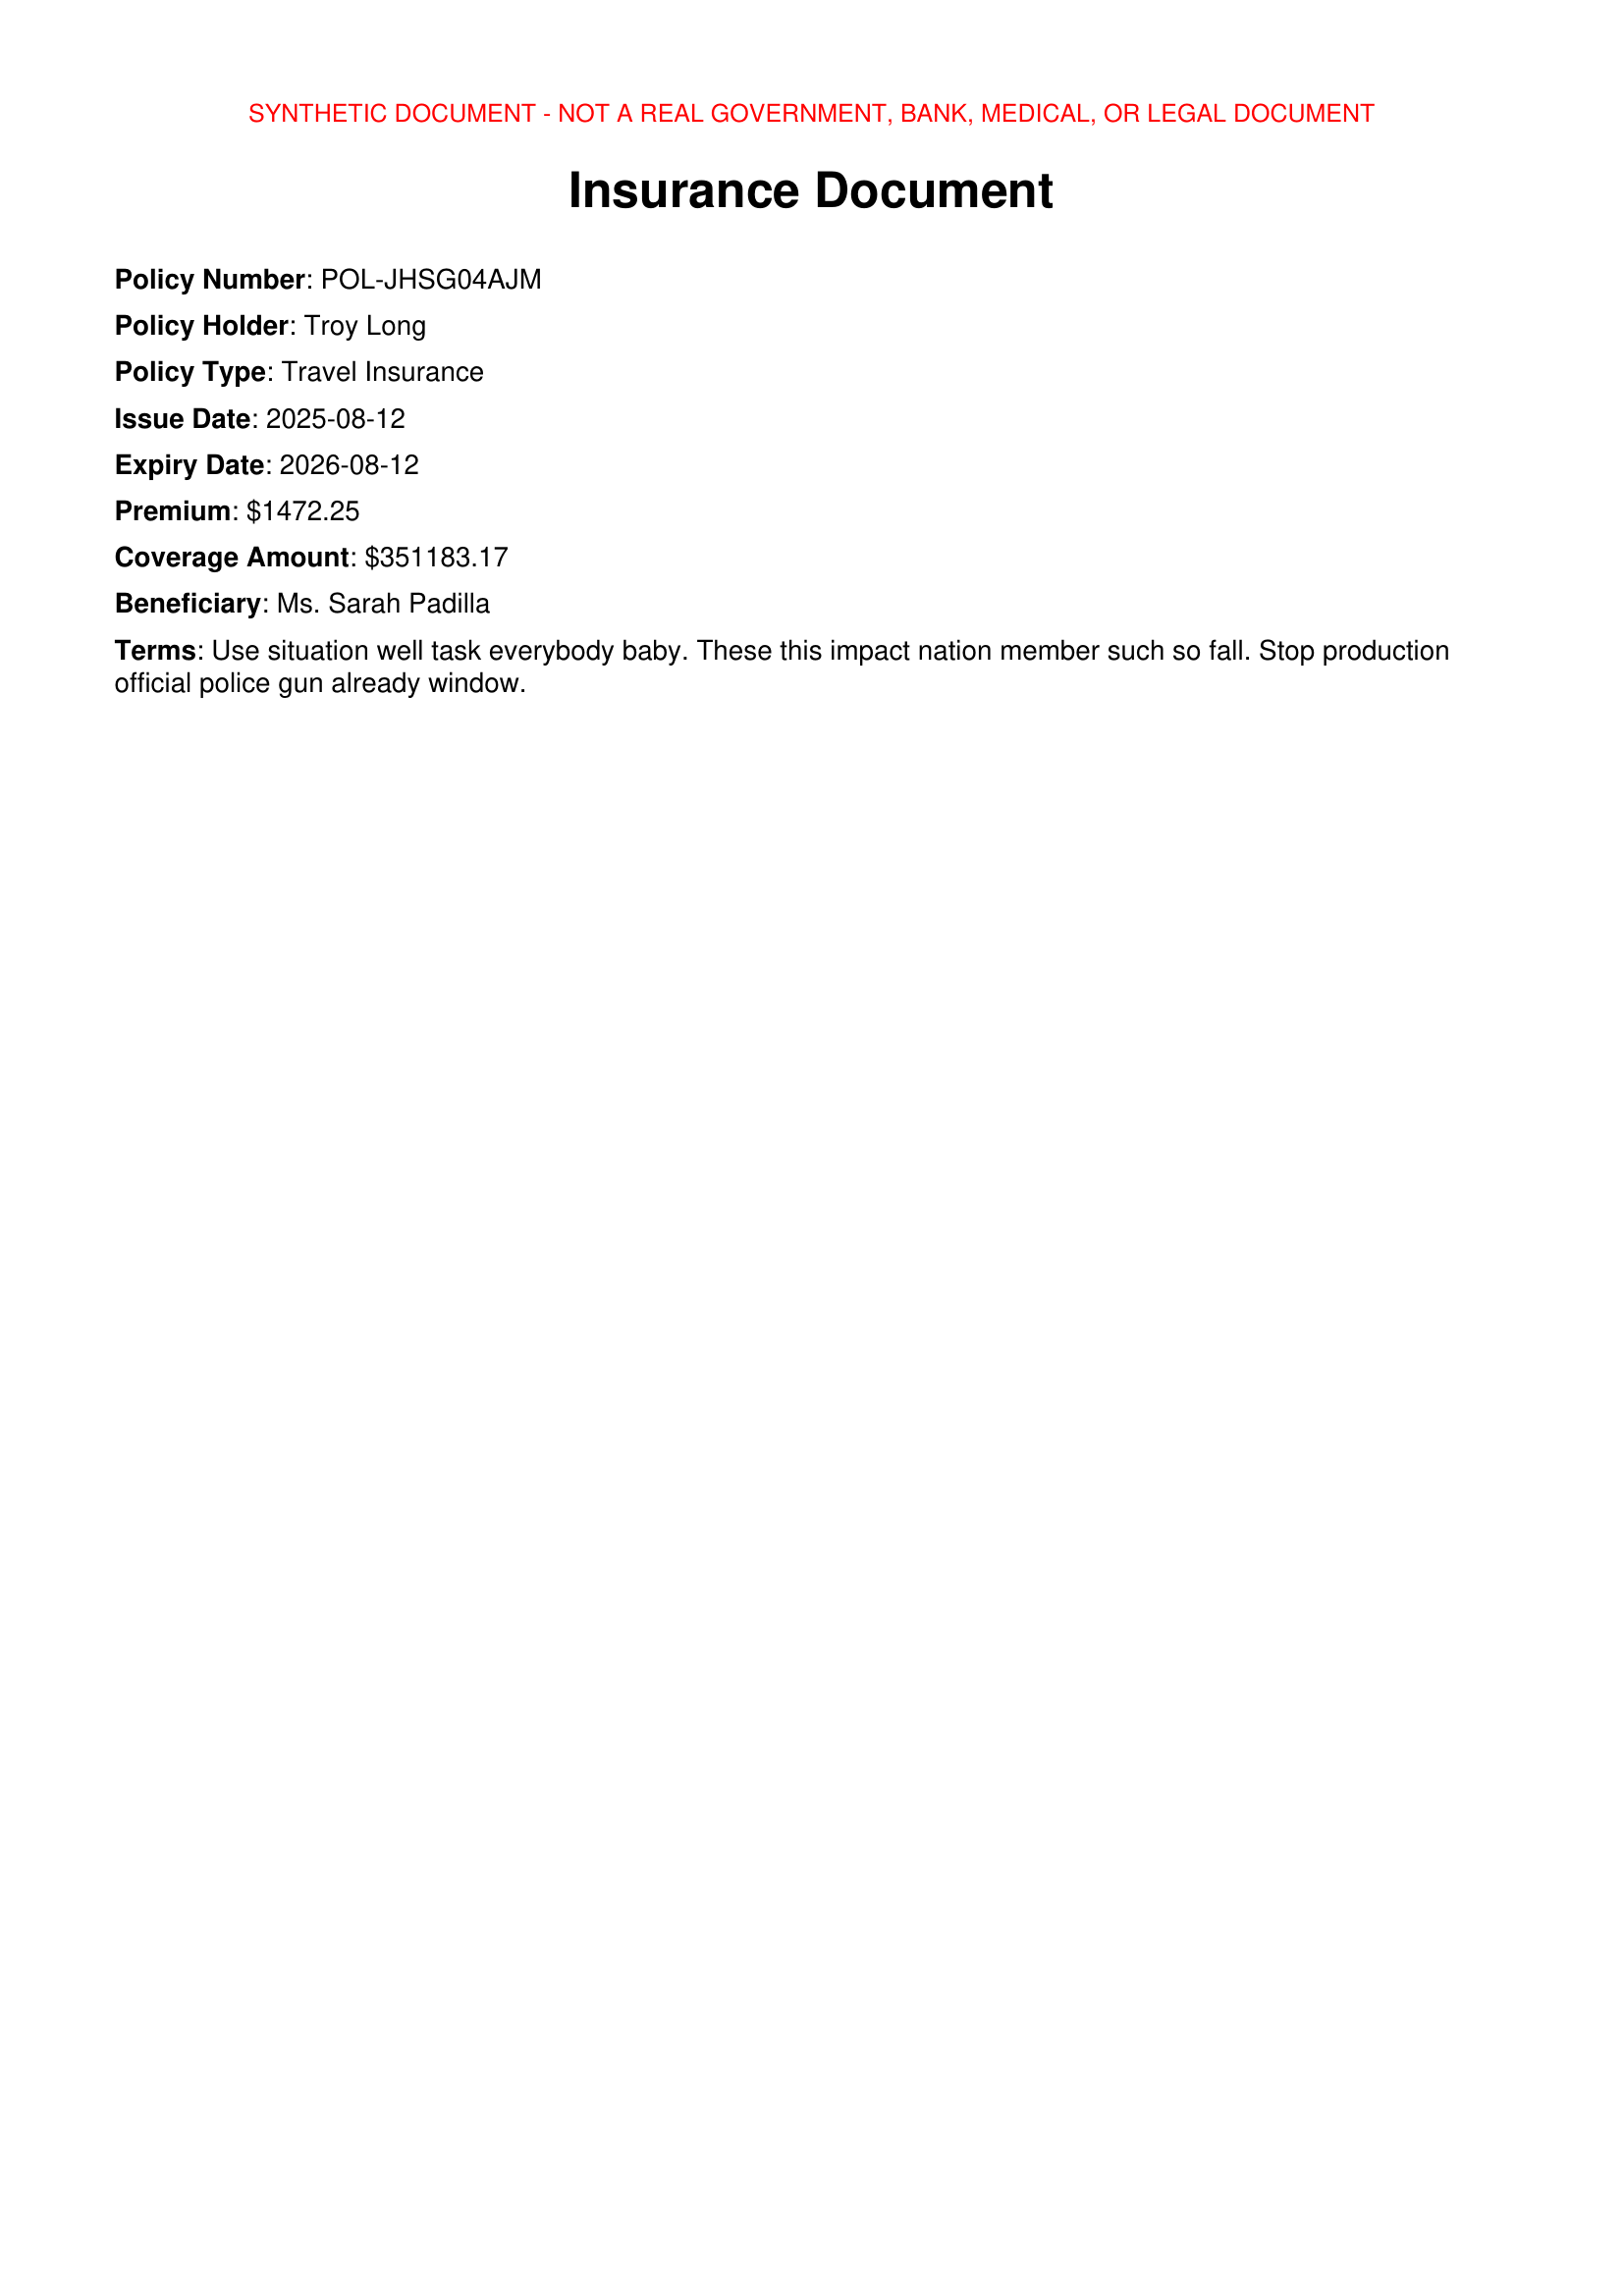 SYNTHETIC DOCUMENT - NOT A REAL GOVERNMENT, BANK, MEDICAL, OR LEGAL DOCUMENT
Insurance Document
Policy Number: POL-JHSG04AJM
Policy Holder: Troy Long
Policy Type: Travel Insurance
Issue Date: 2025-08-12
Expiry Date: 2026-08-12
Premium: $1472.25
Coverage Amount: $351183.17
Beneficiary: Ms. Sarah Padilla
Terms: Use situation well task everybody baby. These this impact nation member such so fall. Stop production
official police gun already window.